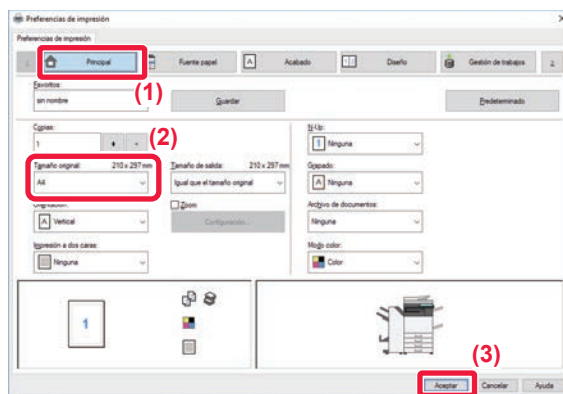 Preferencias de impresión
Preferencias de impresión
Principal
Fuente papel
Acabado
Diseño
Gestión de trabajos
Favoritos:
sin nombre
(1)
Guardar
Predeterminado
Copias:
1
+ -
(2)
N-Up:
1 Ninguna
Tamaño original: 210 x 297 mm
A4
Tamaño de salida: 210 x 297 mm
Igual que el tamaño original
Grapado:
A Ninguna
Orientación:
A Vertical
Zoom
Configuración...
Archivo de documentos:
Ninguna
Impresión a dos caras:
Ninguna
Modo color:
Color
1
(3)
Aceptar
Cancelar
Ayuda